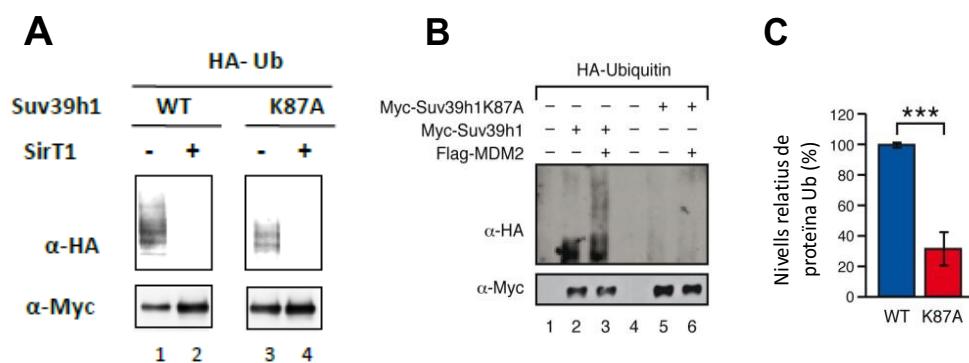 A
HA- Ub
Suv39h1 WT K87A
SirT1 - + - +
α-HA
α-Myc
1 2 3 4
B
HA-Ubiquitin
Myc-Suv39h1K87A – – – – + +
Myc-Suv39h1 – + + – – –
Flag-MDM2 – – + – – +
α-HA
α-Myc
1 2 3 4 5 6
C
Nivells relatius de
proteïna Ub (%)
120
100
80
60
40
20
0
***
WT K87A